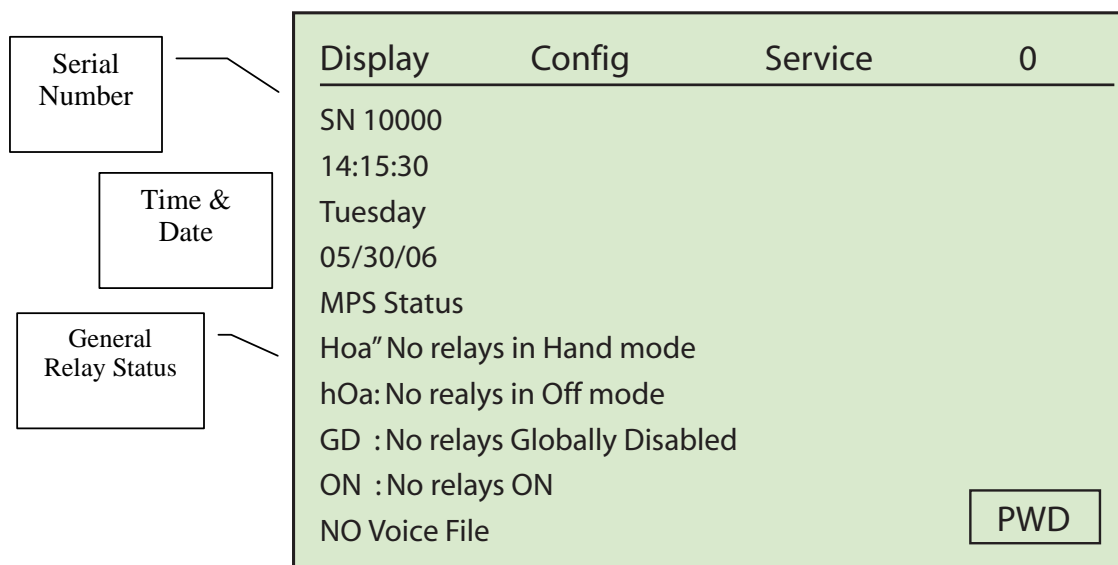 Serial
Number
Time &
Date
General
Relay Status
Display Config Service 0
SN 10000
14:15:30
Tuesday
05/30/06
MPS Status
Hoa” No relays in Hand mode
hOa: No realys in Off mode
GD : No relays Globally Disabled
ON : No relays ON
NO Voice File
PWD